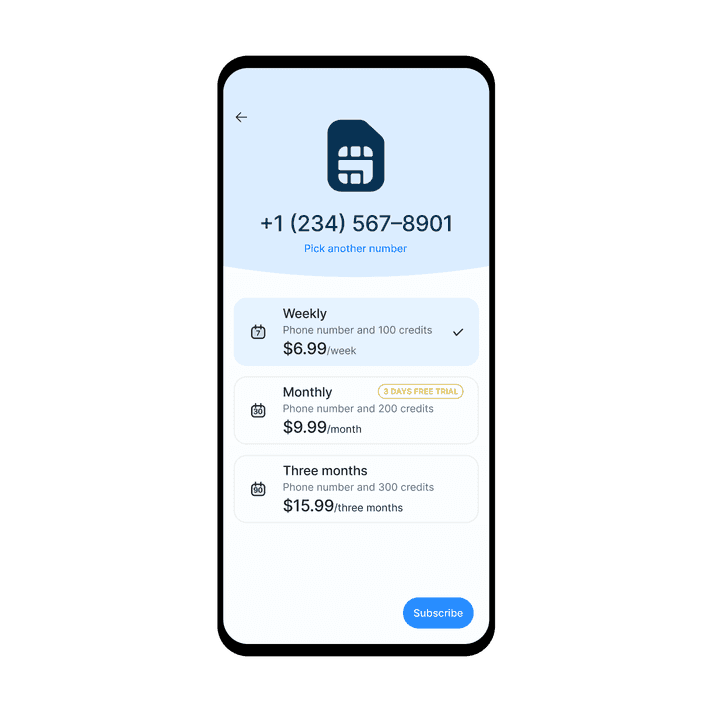 +1 (234) 567–8901
Pick another number
7
Weekly
Phone number and 100 credits
$6.99/week
30
Monthly
3 DAYS FREE TRIAL
Phone number and 200 credits
$9.99/month
90
Three months
Phone number and 300 credits
$15.99/three months
Subscribe